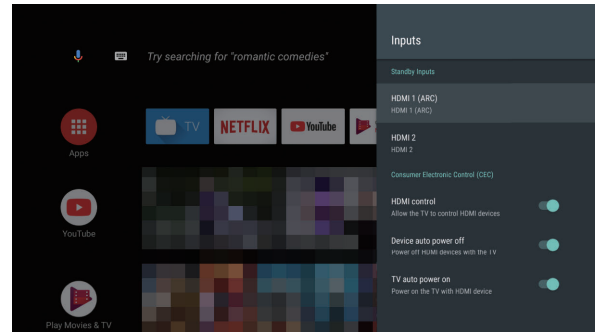 Try searching for "romantic comedies"
Apps
TV
NETFLIX
YouTube
YouTube
Play Movies & TV
Inputs
Standby Inputs
HDMI 1 (ARC)
HDMI 1 (ARC)
HDMI 2
HDMI 2
Consumer Electronic Control (CEC)
HDMI control
Allow the TV to control HDMI devices
Device auto power off
Power off HDMI devices with the TV
TV auto power on
Power on the TV with HDMI device